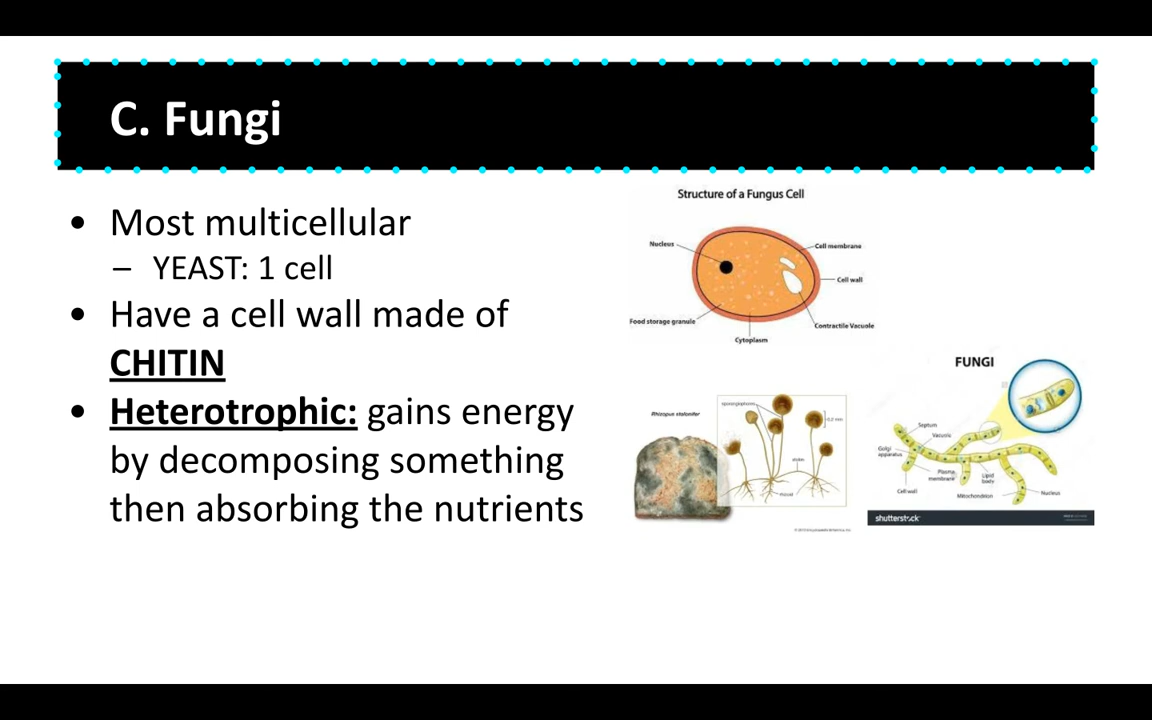 C. Fungi
• Most multicellular
– YEAST: 1 cell
• Have a cell wall made of
CHITIN
• Heterotrophic: gains energy
by decomposing something
then absorbing the nutrients
Structure of a Fungus Cell
Nucleus
Cell membrane
Cell wall
Food storage granule
Contractile Vacuole
Cytoplasm
FUNGI
Septum
Vacuole
Golgi
apparatus
Plasma
membrane
Lipid
body
Cell wall
Mitochondrion
Nucleus
shutterstock
Rhizopus stolonifer
sporangiophores
stolon